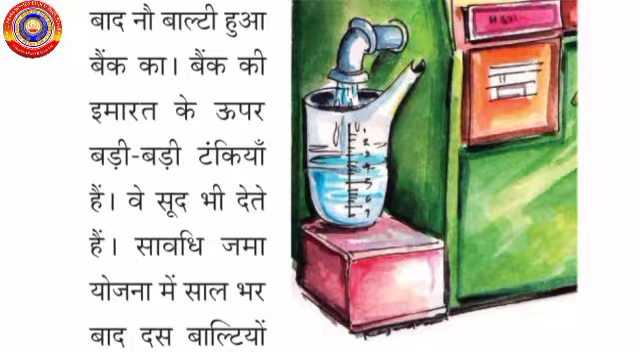 बाद नौ बाल्टी हुआ
बैंक का। बैंक की
इमारत के ऊपर
बड़ी-बड़ी टंकियाँ
हैं। वे सूद भी देते
हैं। सावधि जमा
योजना में साल भर
बाद दस बाल्टियों